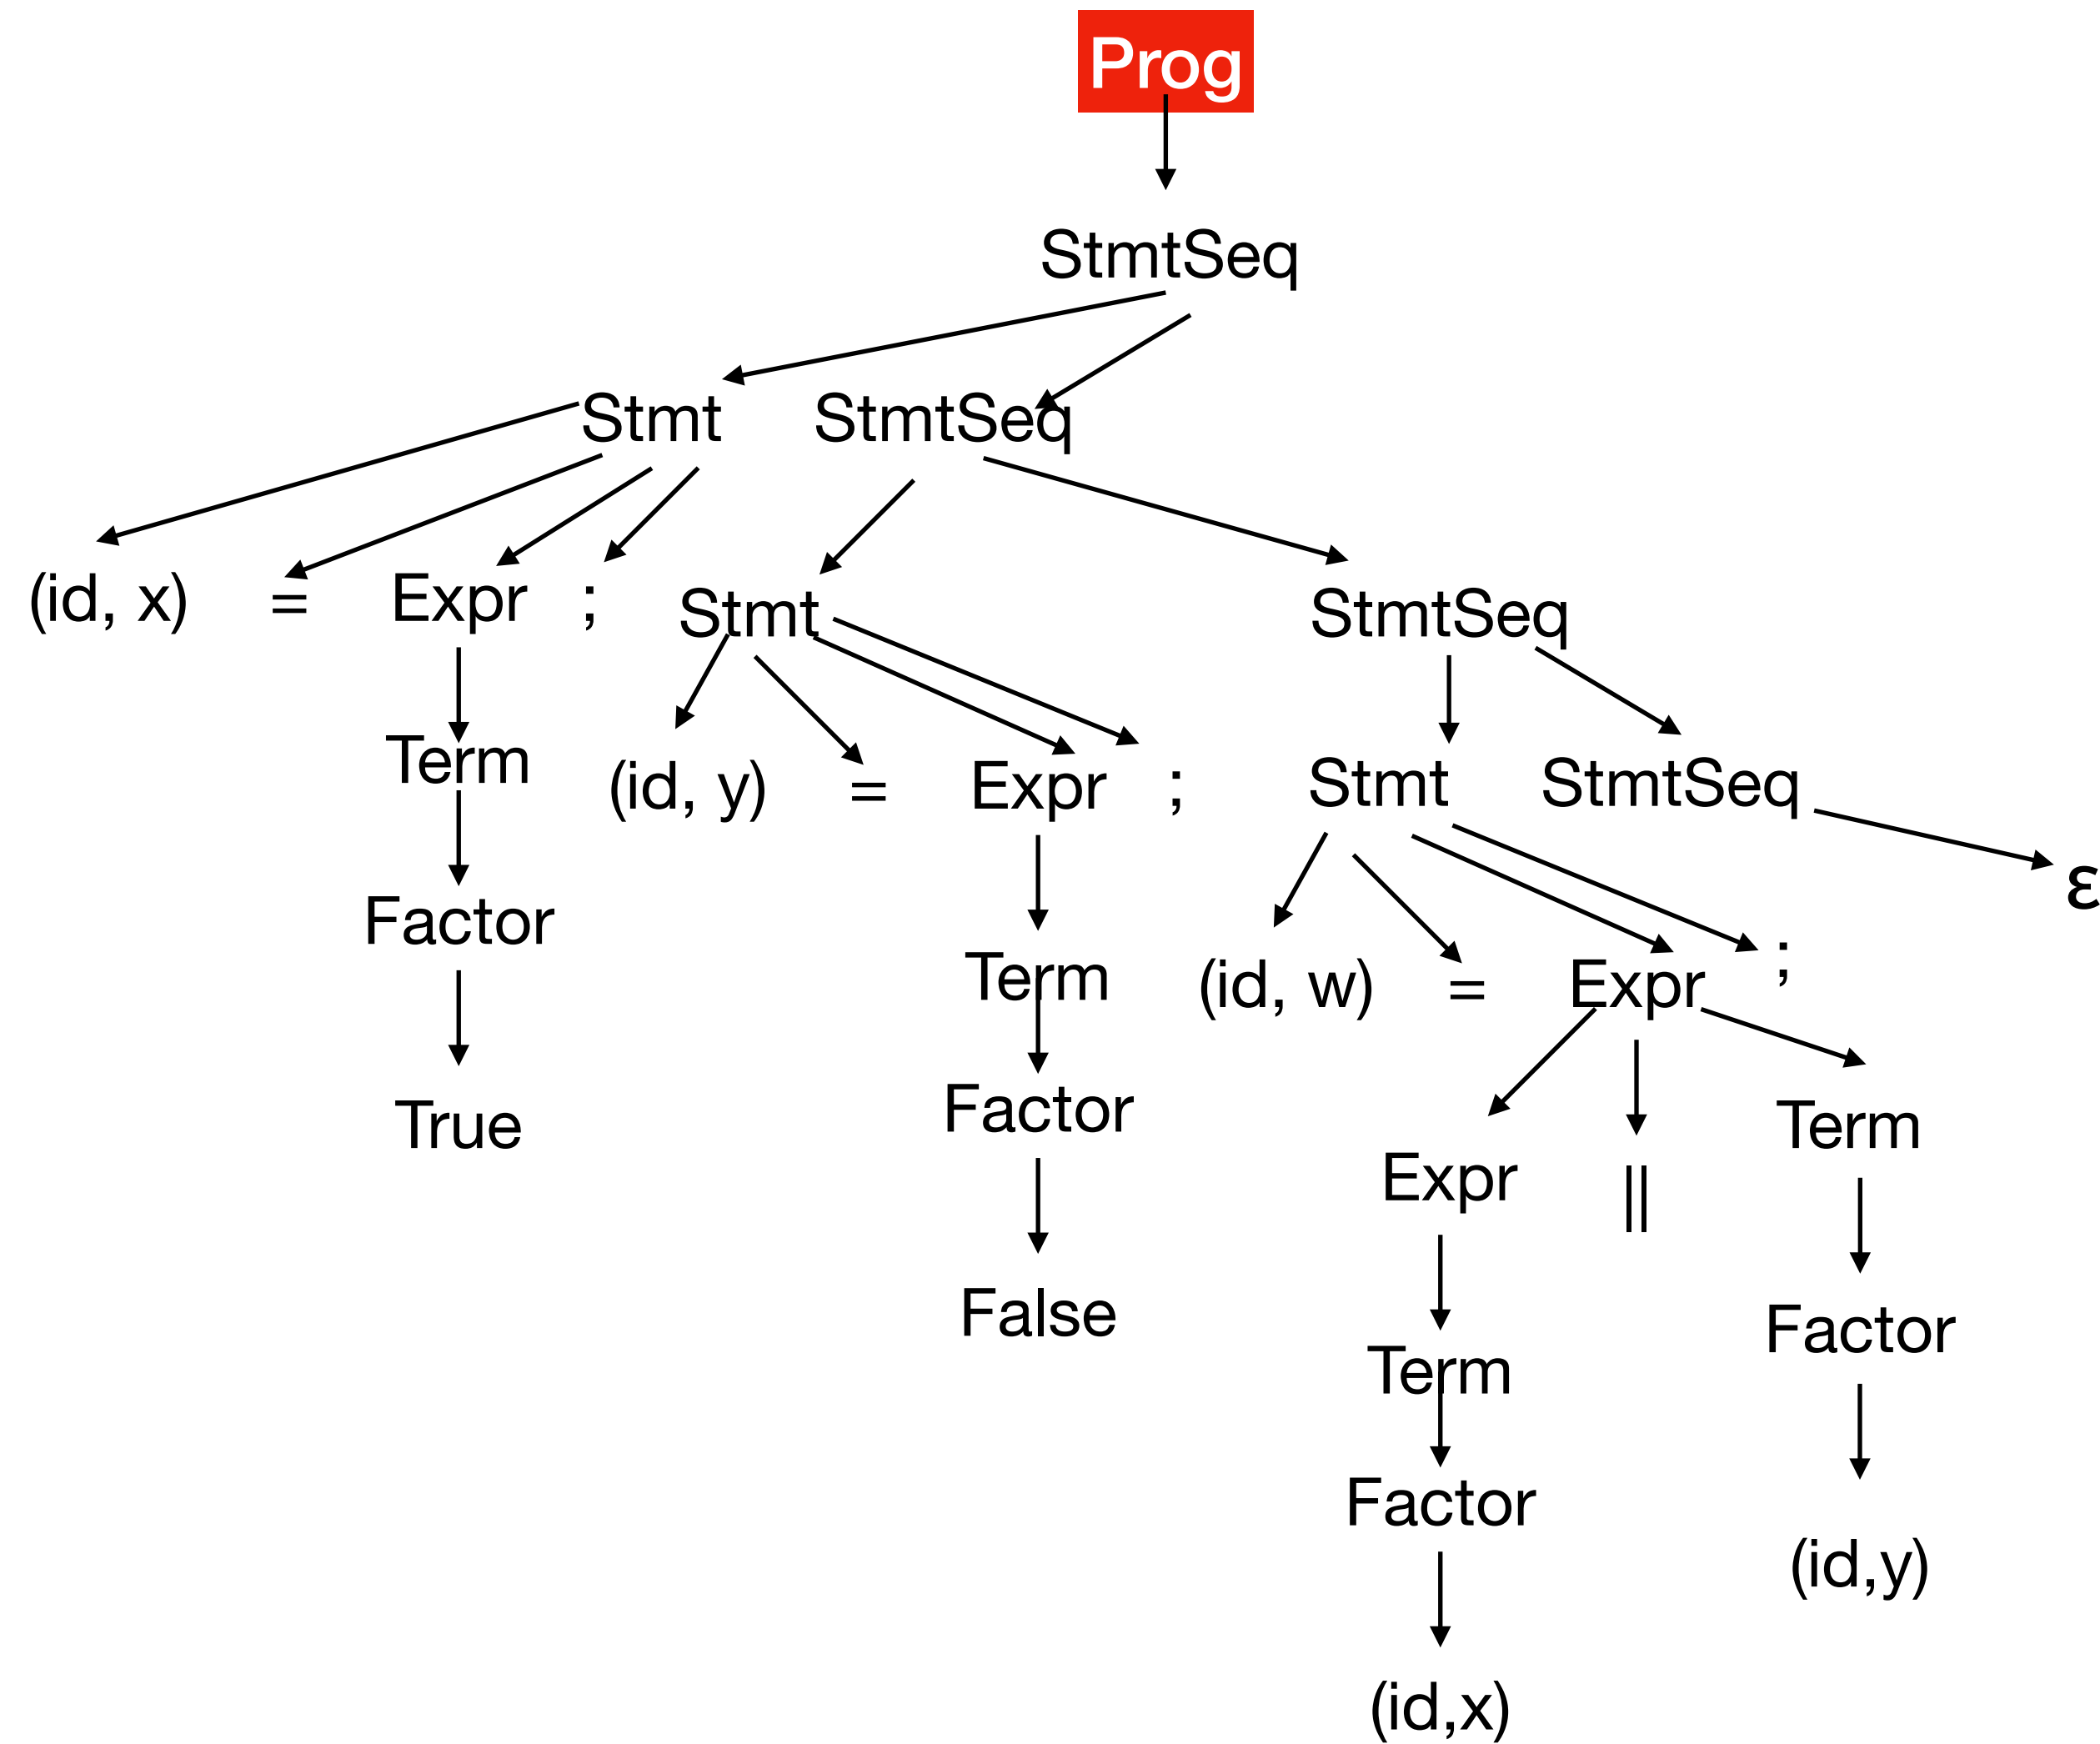 Prog
StmtSeq
Stmt StmtSeq
(id, x) = Expr ; Stmt StmtSeq
Term (id, y) = Expr ; Stmt StmtSeq
ε
Factor
Term (id, w) = Expr ;
True Factor Term
Expr ||
False Factor
Term
Factor
(id,y)
(id,x)